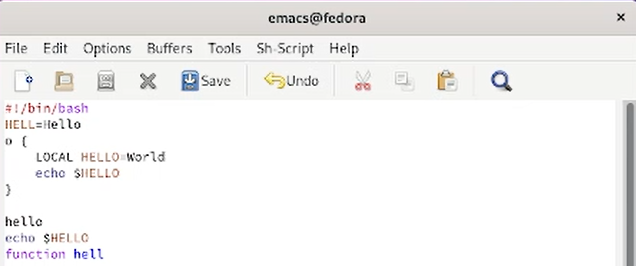 emacs@fedora ×
File Edit Options Buffers Tools Sh-Script Help
Save Undo
#!/bin/bash
HELL=Hello
o {
LOCAL HELLO=World
echo $HELLO
}
hello
echo $HELLO
function hell